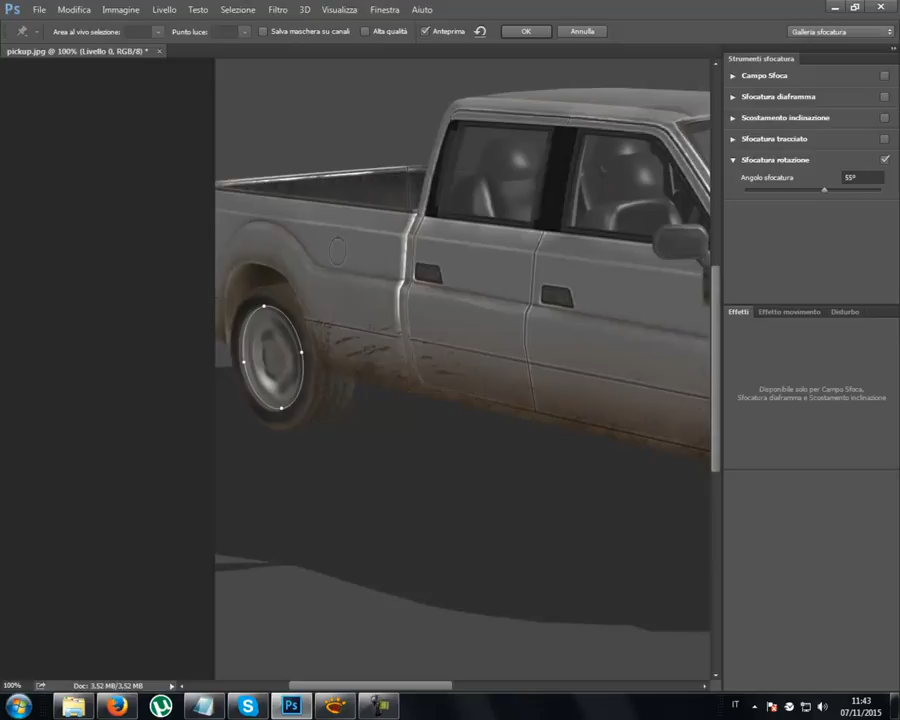 Ps File Modifica Immagine Livello Testo Selezione Filtro 3D Visualizza Finestra Aiuto
Area al vivo selezione: Punto luce: Salva maschera su canali Alta qualità Anteprima OK Annulla Galleria sfocatura
pickup.jpg @ 100% (Livello 0, RGB/8) * ×
Strumenti sfocatura
Campo Sfoca
Sfocatura diaframma
Scostamento inclinazione
Sfocatura tracciato
Sfocatura rotazione
Angolo sfocatura 55°
Effetti Effetto movimento Disturbo
Disponibile solo per Campo Sfoca,
Sfocatura diaframma e Scostamento inclinazione
100% Doc: 3,52 MB/3,52 MB
Ps IT 11:43
07/11/2015